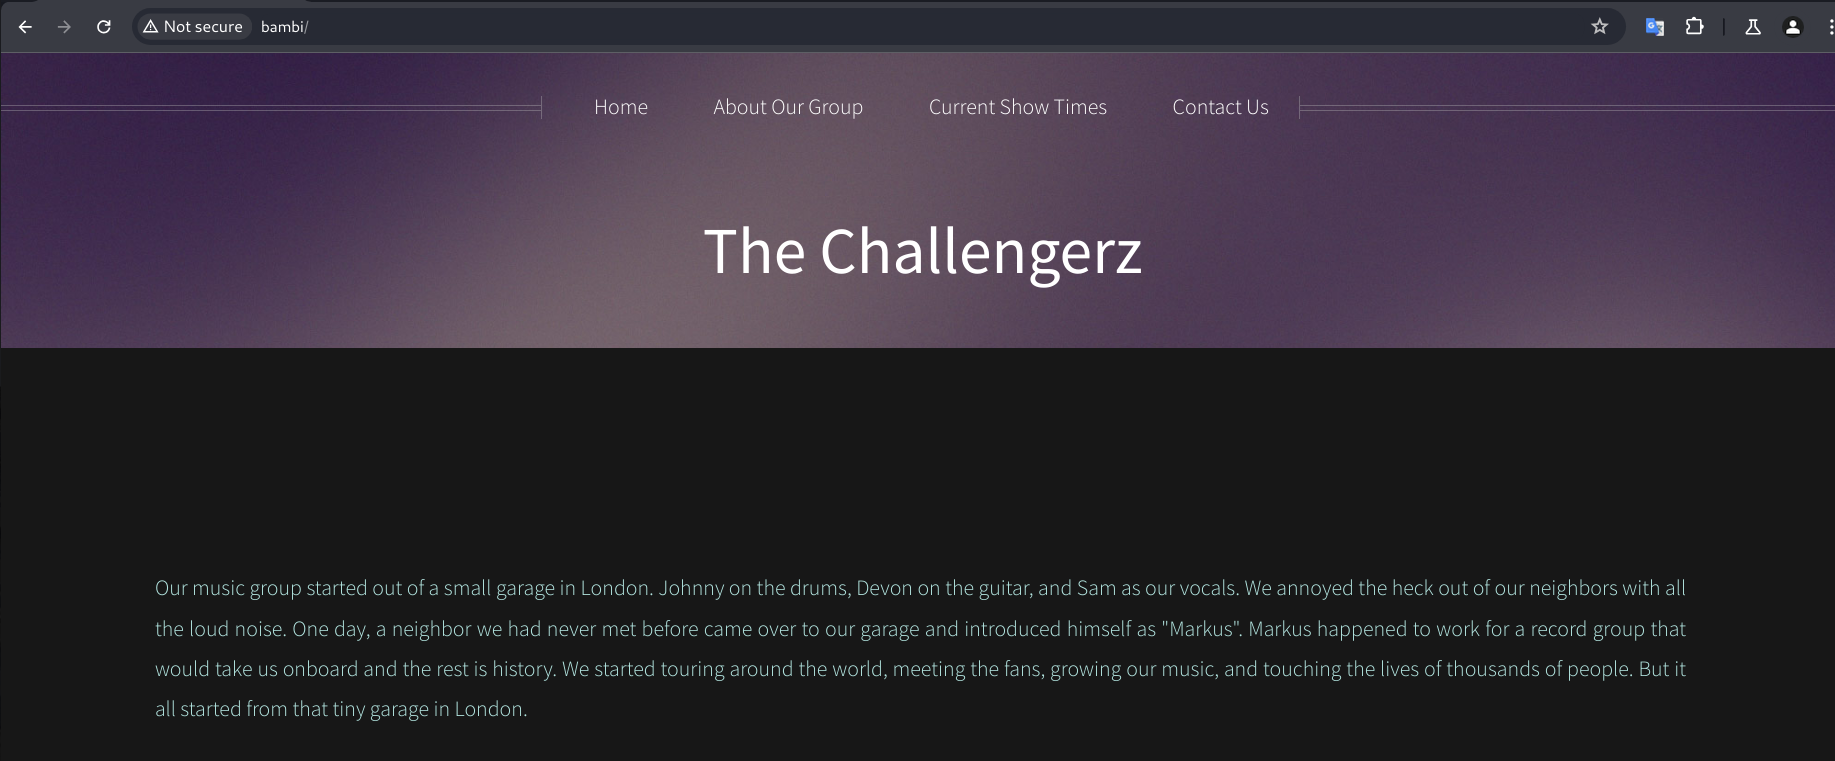 Not secure bambi/
Home About Our Group Current Show Times Contact Us
The Challengerz
Our music group started out of a small garage in London. Johnny on the drums, Devon on the guitar, and Sam as our vocals. We annoyed the heck out of our neighbors with all
the loud noise. One day, a neighbor we had never met before came over to our garage and introduced himself as "Markus". Markus happened to work for a record group that
would take us onboard and the rest is history. We started touring around the world, meeting the fans, growing our music, and touching the lives of thousands of people. But it
all started from that tiny garage in London.